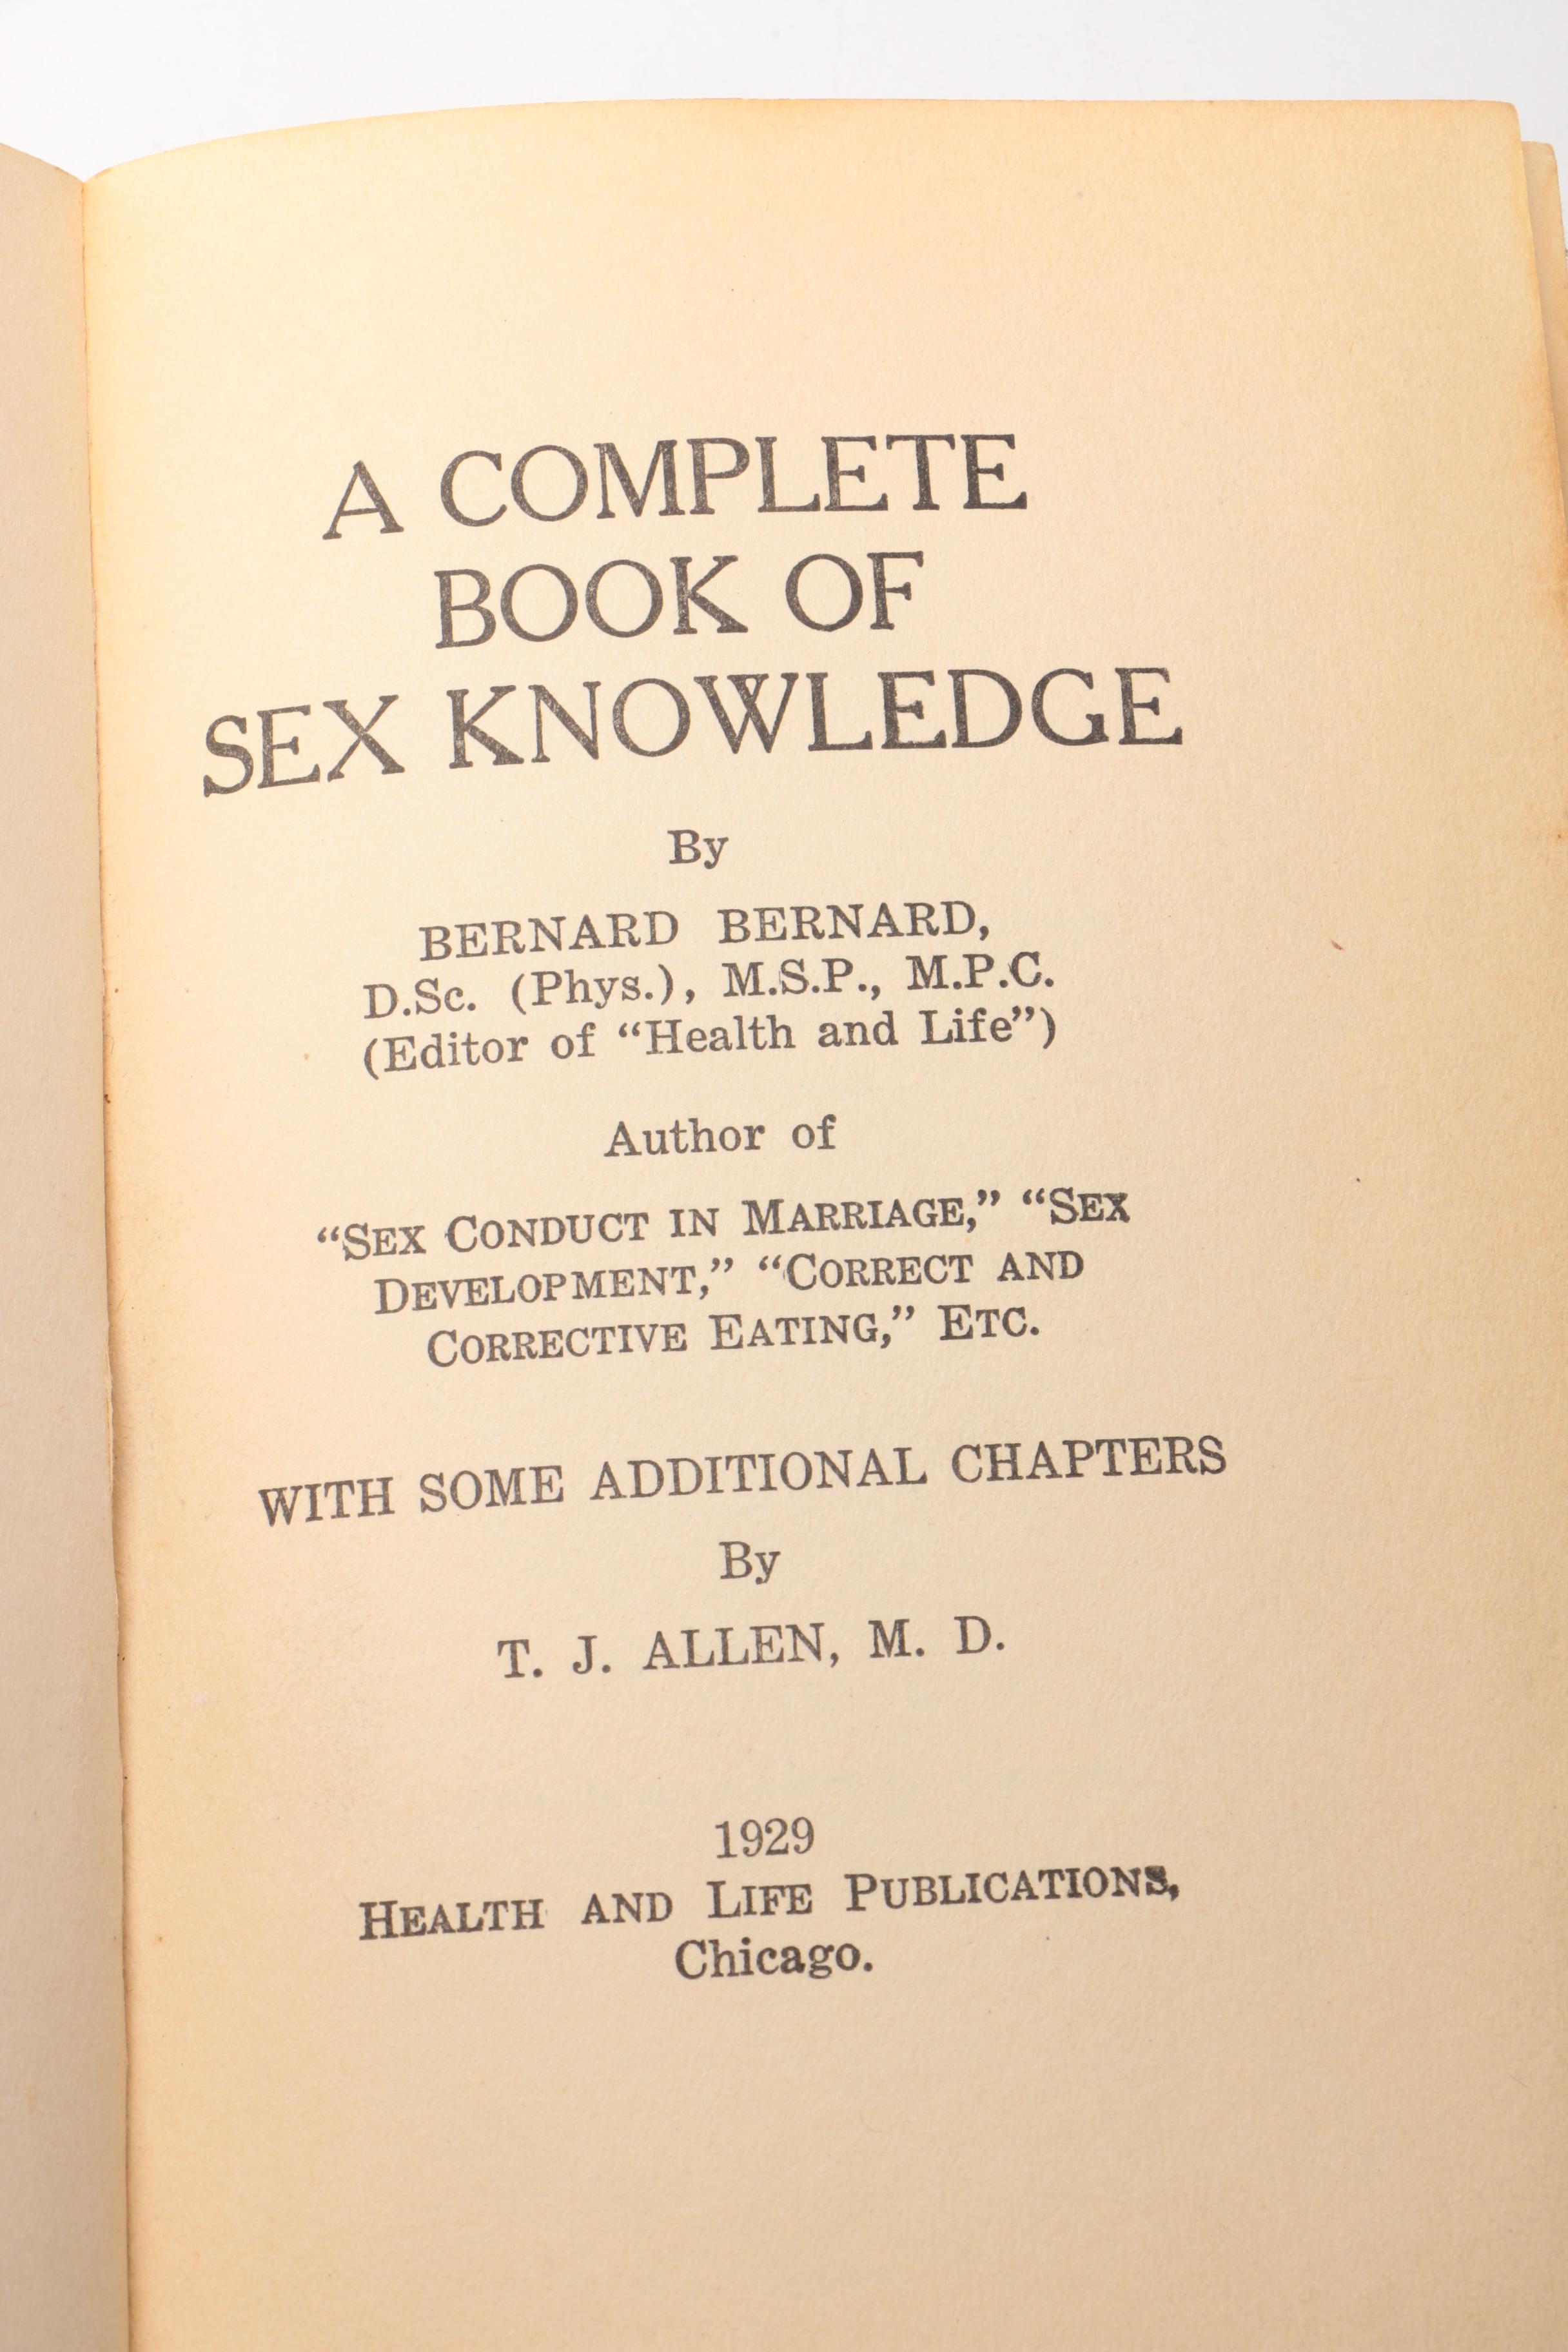 A COMPLETE
BOOK OF
SEX KNOWLEDGE
By
BERNARD BERNARD,
D.Sc. (Phys.), M.S.P., M.P.C.
(Editor of “Health and Life”)
Author of
“SEX CONDUCT IN MARRIAGE,” “SEX
DEVELOPMENT,” “CORRECT AND
CORRECTIVE EATING,” ETC.
WITH SOME ADDITIONAL CHAPTERS
By
T. J. ALLEN, M. D.
1929
HEALTH AND LIFE PUBLICATIONS,
Chicago.